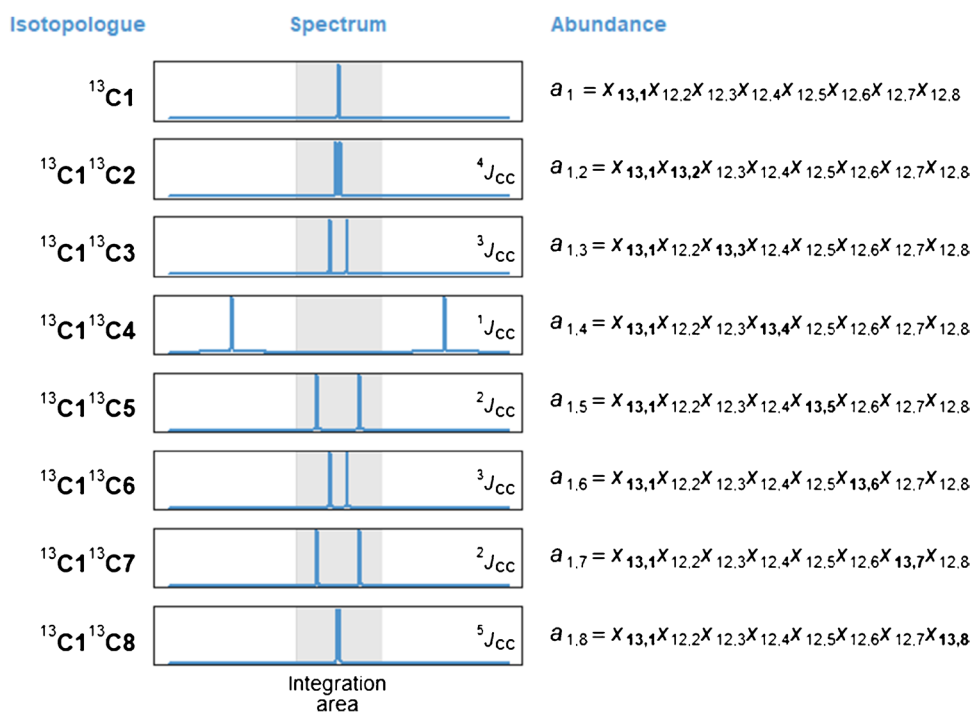 Isotopologue Spectrum Abundance
¹³C1 a₁ = x₁₃,₁x₁₂.₂x₁₂.₃x₁₂.₄x₁₂.₅x₁₂.₆x₁₂.₇x₁₂.₈
¹³C1¹³C2 ⁴JCC a₁.₂ = x₁₃,₁x₁₃,₂x₁₂.₃x₁₂.₄x₁₂.₅x₁₂.₆x₁₂.₇x₁₂.₈
¹³C1¹³C3 ³JCC a₁.₃ = x₁₃,₁x₁₂.₂x₁₃,₃x₁₂.₄x₁₂.₅x₁₂.₆x₁₂.₇x₁₂.₈
¹³C1¹³C4 ¹JCC a₁.₄ = x₁₃,₁x₁₂.₂x₁₂.₃x₁₃,₄x₁₂.₅x₁₂.₆x₁₂.₇x₁₂.₈
¹³C1¹³C5 ²JCC a₁.₅ = x₁₃,₁x₁₂.₂x₁₂.₃x₁₂.₄x₁₃,₅x₁₂.₆x₁₂.₇x₁₂.₈
¹³C1¹³C6 ³JCC a₁.₆ = x₁₃,₁x₁₂.₂x₁₂.₃x₁₂.₄x₁₂.₅x₁₃,₆x₁₂.₇x₁₂.₈
¹³C1¹³C7 ²JCC a₁.₇ = x₁₃,₁x₁₂.₂x₁₂.₃x₁₂.₄x₁₂.₅x₁₂.₆x₁₃,₇x₁₂.₈
¹³C1¹³C8 ⁵JCC a₁.₈ = x₁₃,₁x₁₂.₂x₁₂.₃x₁₂.₄x₁₂.₅x₁₂.₆x₁₂.₇x₁₃,₈
Integration
area